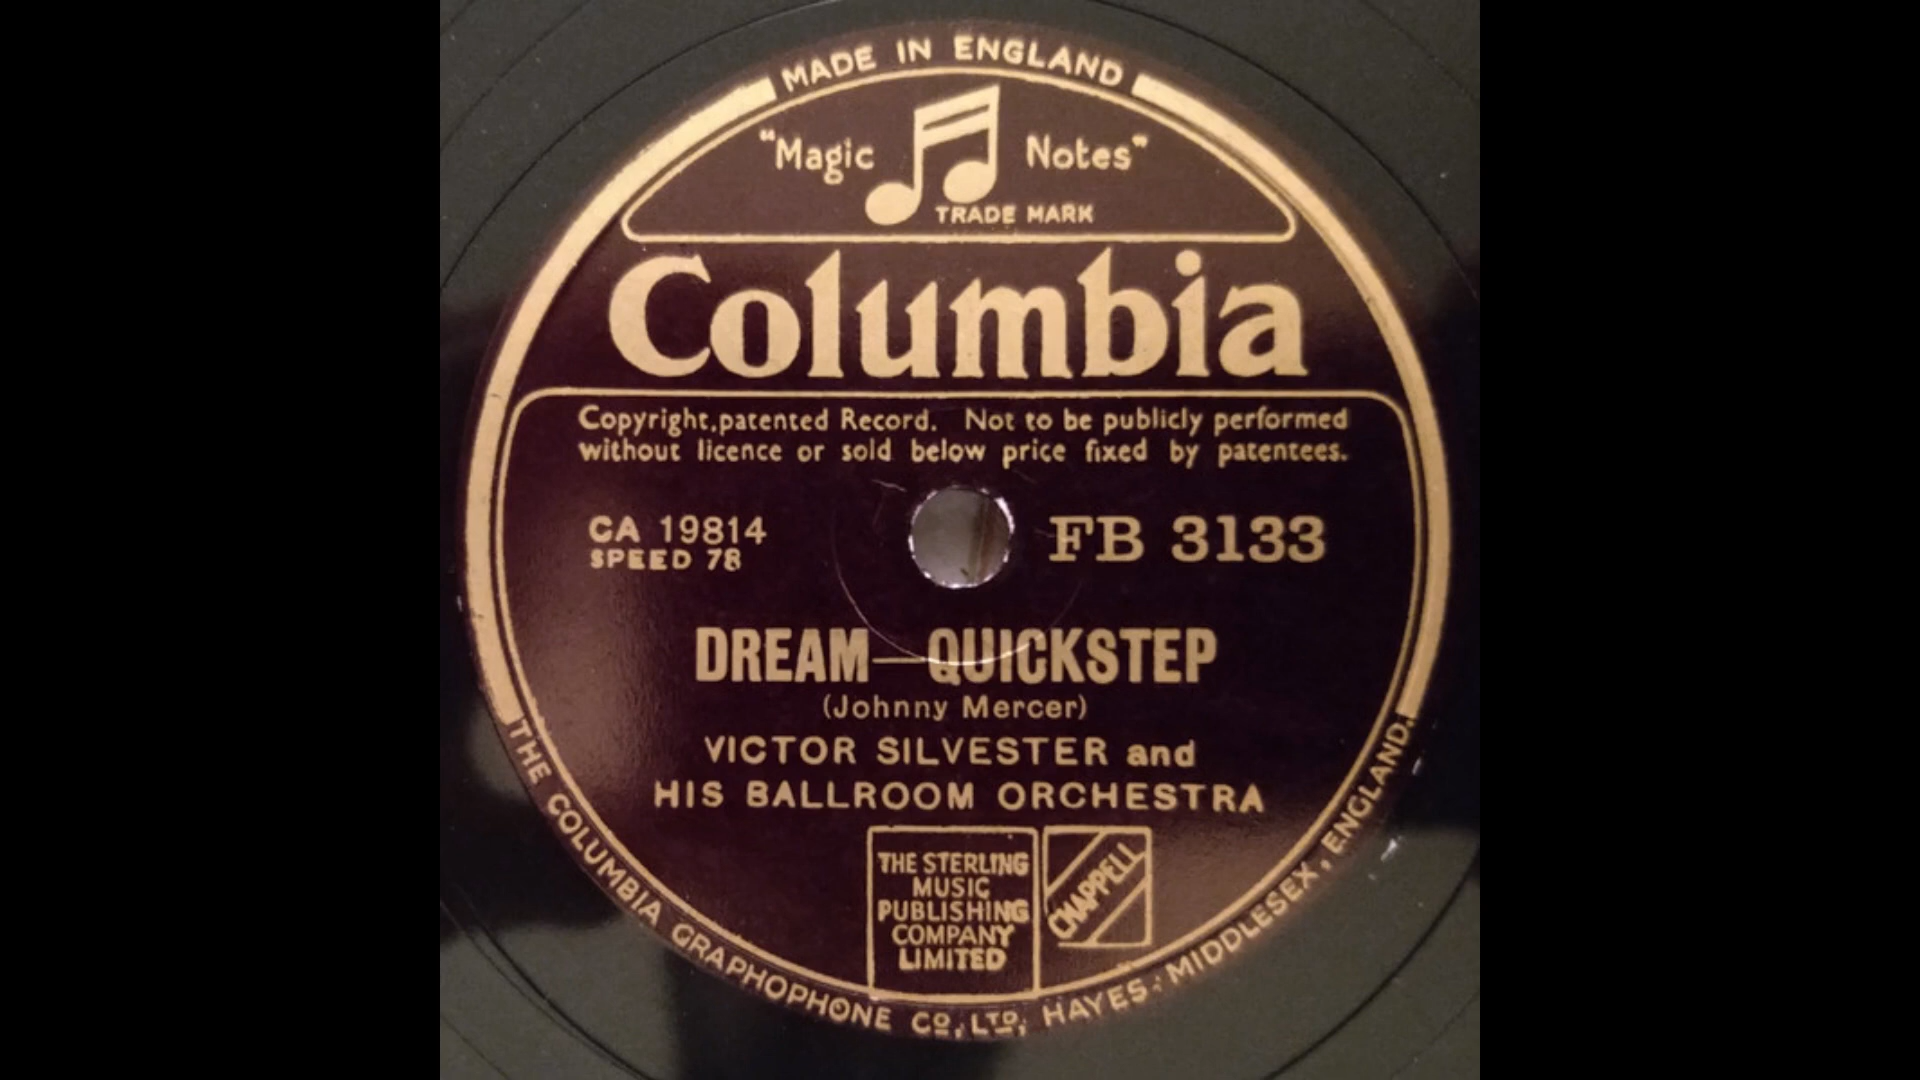 MADE IN ENGLAND
"Magic Notes"
TRADE MARK
Columbia
Copyright, patented Record. Not to be publicly performed
without licence or sold below price fixed by patentees.
CA 19814
SPEED 78
FB 3133
DREAM—QUICKSTEP
(Johnny Mercer)
VICTOR SILVESTER and
HIS BALLROOM ORCHESTRA
THE STERLING
MUSIC
PUBLISHING
COMPANY
LIMITED
CHAPPELL
THE COLUMBIA GRAPHOPHONE CO., LTD., HAYES, MIDDLESEX, ENGLAND.